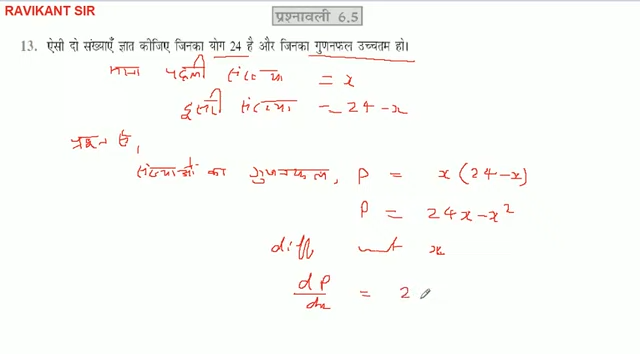 RAVIKANT SIR
प्रश्नावली 6.5
13. ऐसी दो संख्याएँ ज्ञात कीजिए जिनका योग 24 है और जिनका गुणनफल उच्चतम हो।
माना पहली संख्या = x
दूसरी संख्या = 24 - x
प्रश्न से,
संख्याओं का गुणनफल, P = x(24-x)
P = 24x - x²
diff w.r.t x
dP/dx = 2